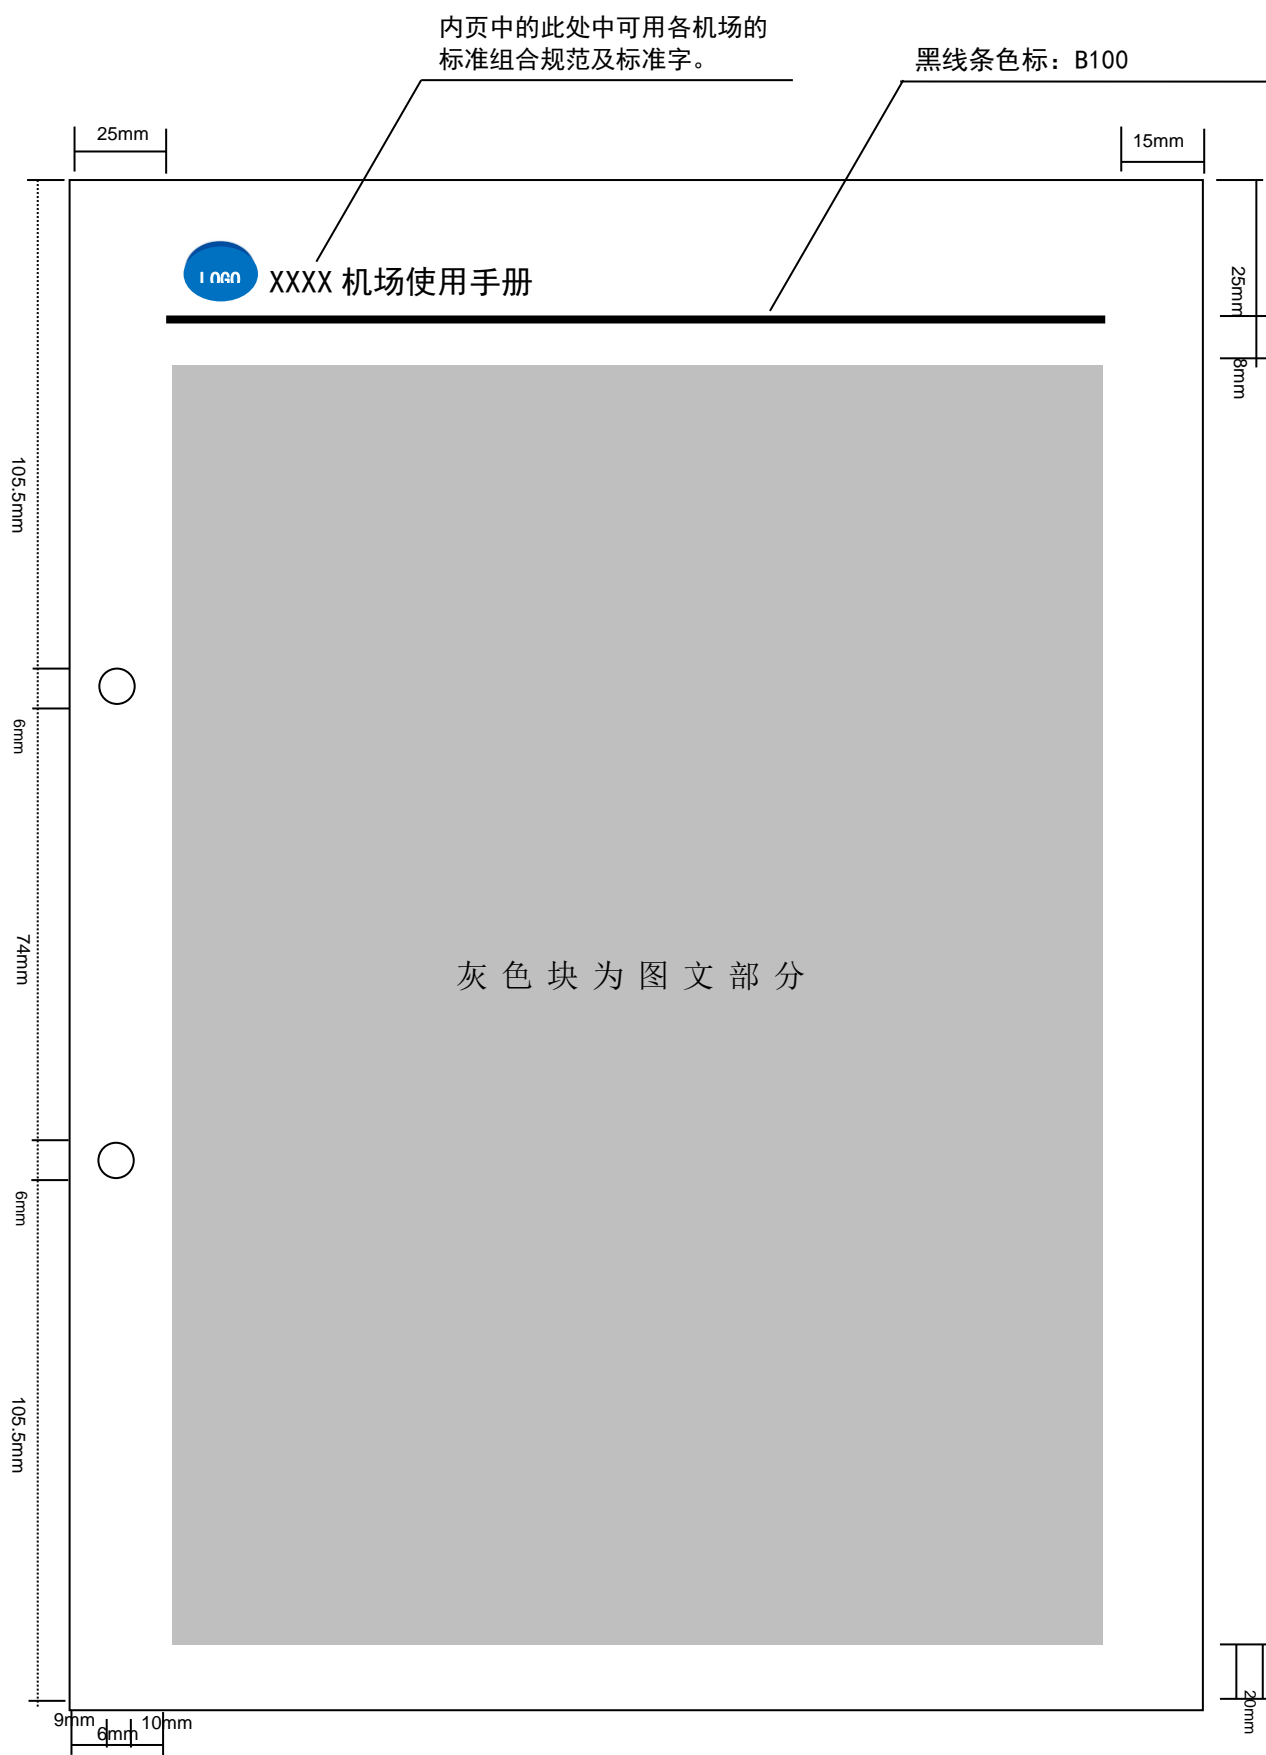 内页中的此处中可用各机场的
标准组合规范及标准字。
黑线条色标：B100
25mm
15mm
LOGO
XXXX 机场使用手册
25mm
8mm
105.5mm
6mm
74mm
灰色块为图文部分
6mm
105.5mm
20mm
9mm
6mm
10mm